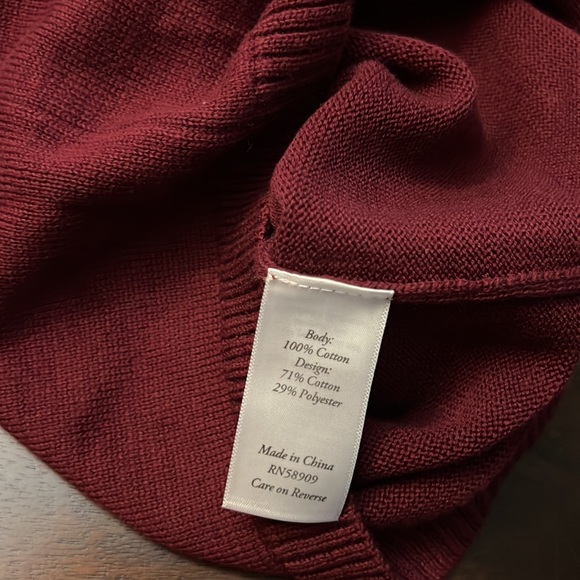 Body:
100% Cotton
Design:
71% Cotton
29% Polyester
Made in China
RN58909
Care on Reverse